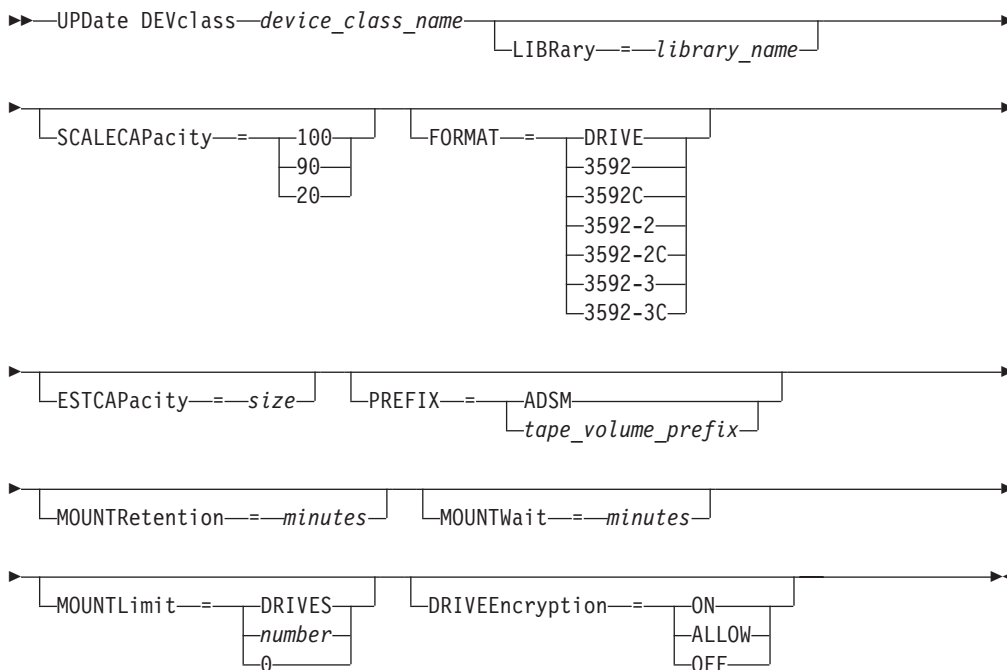 UPDate DEVclass device_class_name
LIBRary = library_name
SCALECAPacity = 100
90
20
FORMAT = DRIVE
3592
3592C
3592-2
3592-2C
3592-3
3592-3C
ESTCAPacity = size
PREFIX = ADSM
tape_volume_prefix
MOUNTRetention = minutes
MOUNTWait = minutes
MOUNTLimit = DRIVES
number
0
DRIVEEncryption = ON
ALLOW
OFF